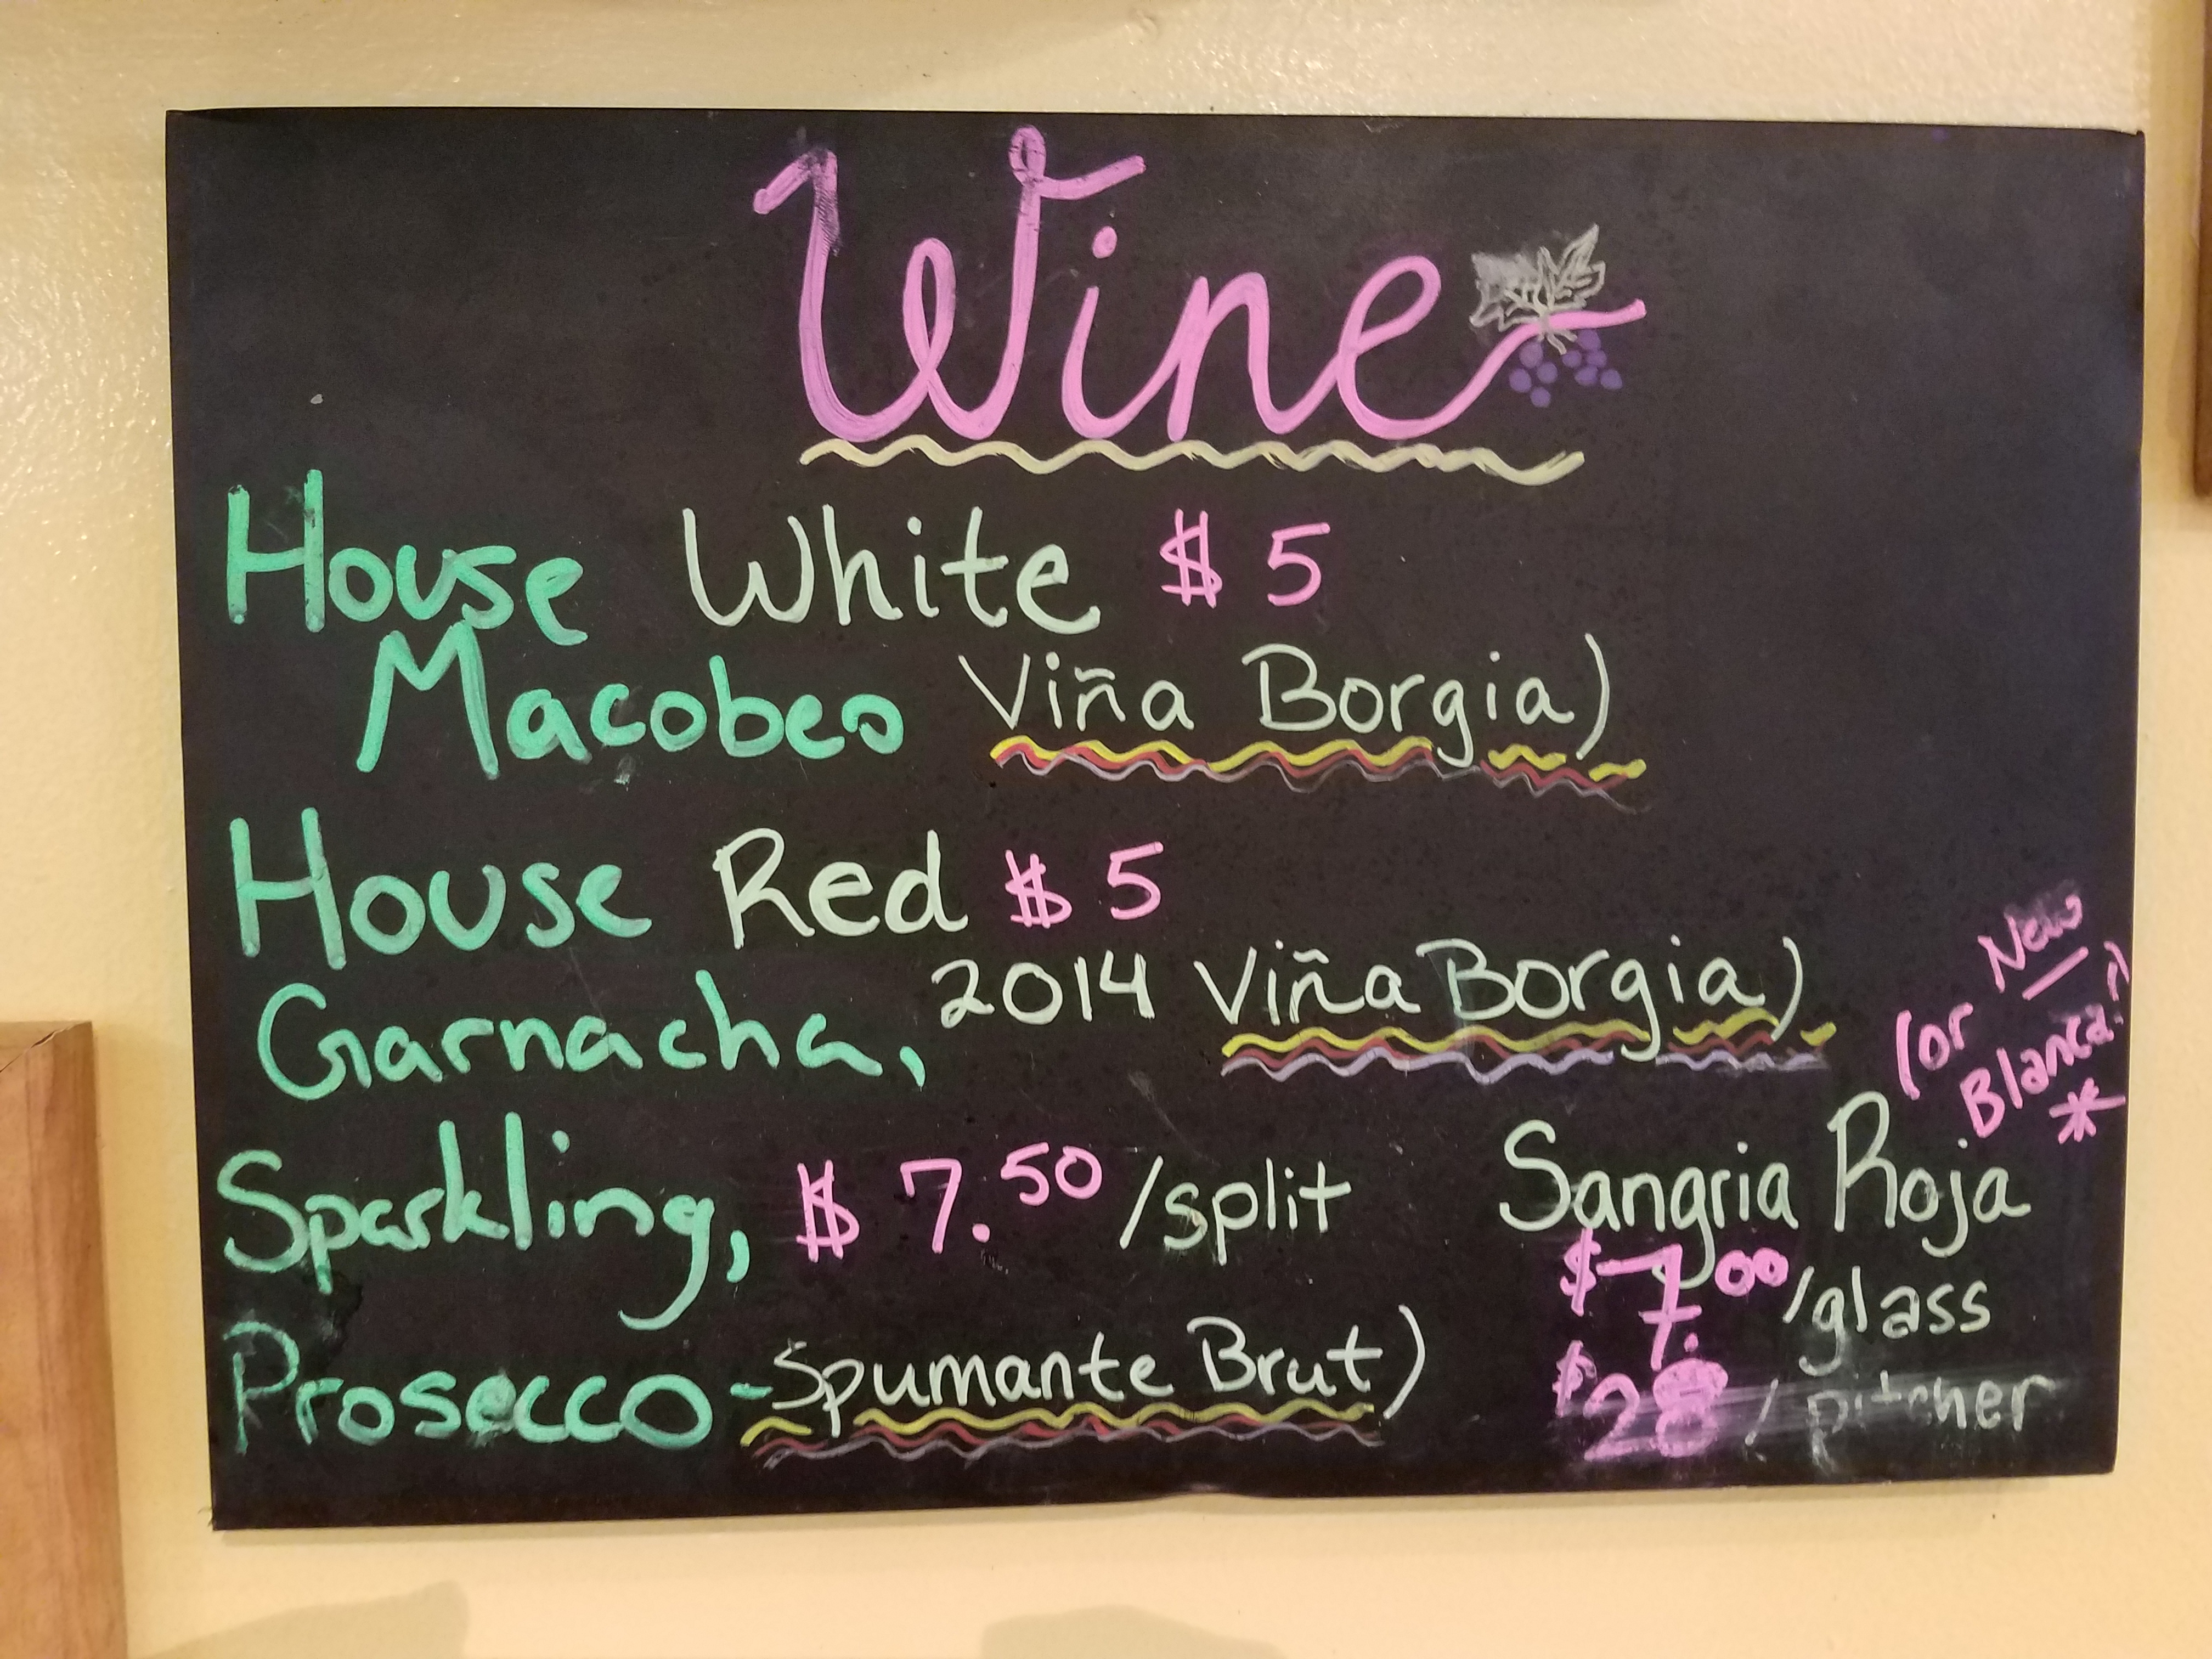 Wine
House White $5
Macobeo Viña Borgia)
House Red $5
Garnacha, 2014 Viña Borgia)
Sparkling, $7.50 /split
Prosecco - Spumante Brut)
New
(or Blanca!)
*
Sangria Roja
$7.00 /glass
$28 / pitcher